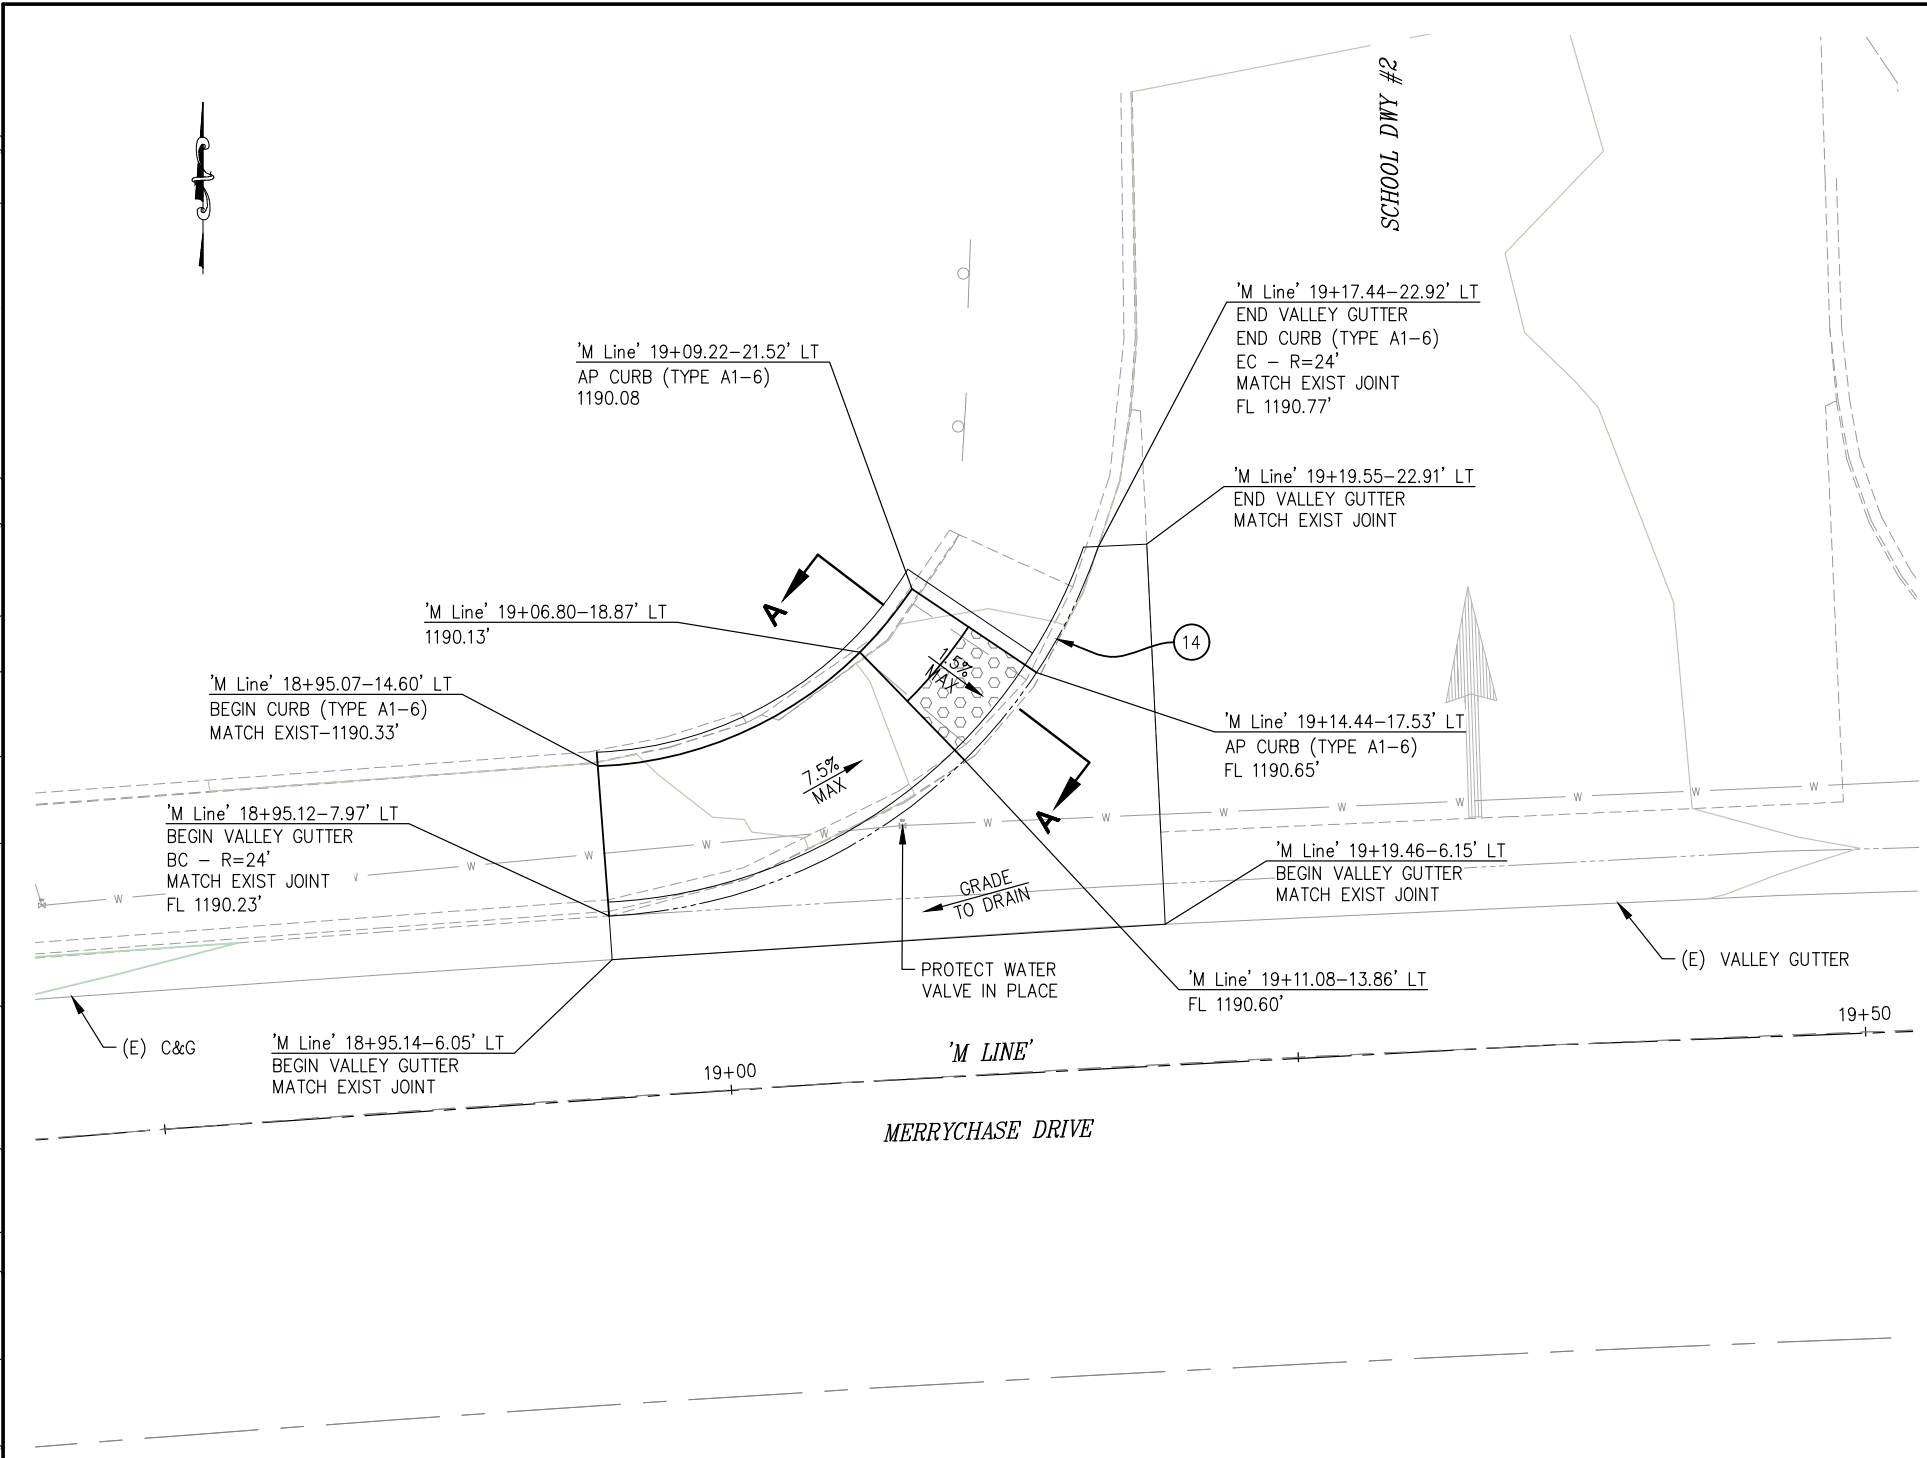 SCHOOL DWY #2
'M Line' 19+17.44-22.92' LT
END VALLEY GUTTER
END CURB (TYPE A1-6)
EC - R=24'
MATCH EXIST JOINT
FL 1190.77'
'M Line' 19+09.22-21.52' LT
AP CURB (TYPE A1-6)
1190.08
'M Line' 19+19.55-22.91' LT
END VALLEY GUTTER
MATCH EXIST JOINT
A
'M Line' 19+06.80-18.87' LT
1190.13'
14
1.5%
MAX
'M Line' 18+95.07-14.60' LT
BEGIN CURB (TYPE A1-6)
MATCH EXIST-1190.33'
'M Line' 19+14.44-17.53' LT
AP CURB (TYPE A1-6)
FL 1190.65'
7.5%
MAX
A
W W W W W W W W W W W W
'M Line' 18+95.12-7.97' LT
BEGIN VALLEY GUTTER
BC - R=24'
MATCH EXIST JOINT
FL 1190.23'
'M Line' 19+19.46-6.15' LT
BEGIN VALLEY GUTTER
MATCH EXIST JOINT
GRADE
TO DRAIN
PROTECT WATER
VALVE IN PLACE
'M Line' 19+11.08-13.86' LT
FL 1190.60'
(E) VALLEY GUTTER
(E) C&G
'M Line' 18+95.14-6.05' LT
BEGIN VALLEY GUTTER
MATCH EXIST JOINT
19+50
'M LINE'
19+00
MERRYCHASE DRIVE